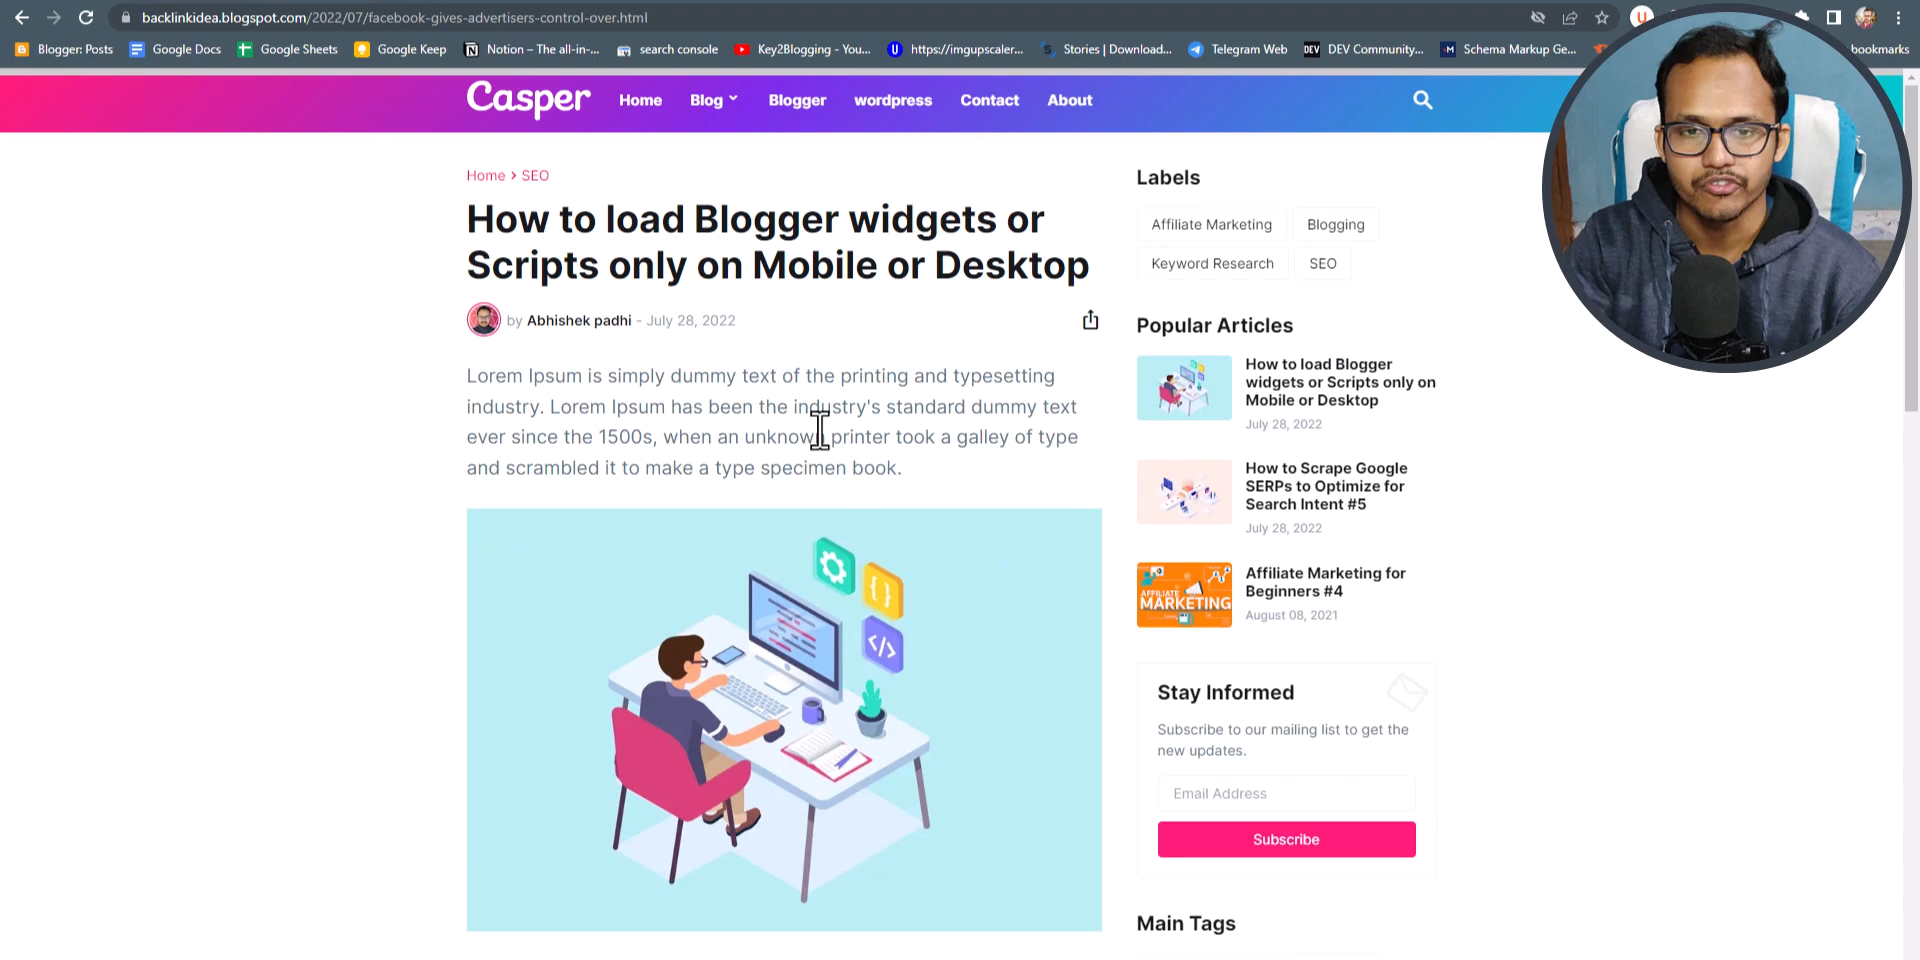 backlinkidea.blogspot.com/2022/07/facebook-gives-advertisers-control-over.html
U
Blogger: Posts
Google Docs
Google Sheets
Google Keep
Notion – The all-in-...
search console
Key2Blogging - You...
https://imgupscaler...
Stories | Download...
Telegram Web
DEV Community...
Schema Markup Ge...
bookmarks
Casper
Home
Blog
Blogger
wordpress
Contact
About
Home > SEO
How to load Blogger widgets or
Scripts only on Mobile or Desktop
by Abhishek padhi - July 28, 2022
Lorem Ipsum is simply dummy text of the printing and typesetting
industry. Lorem Ipsum has been the industry's standard dummy text
ever since the 1500s, when an unknown printer took a galley of type
and scrambled it to make a type specimen book.
Labels
Affiliate Marketing
Blogging
Keyword Research
SEO
Popular Articles
How to load Blogger
widgets or Scripts only on
Mobile or Desktop
July 28, 2022
How to Scrape Google
SERPs to Optimize for
Search Intent #5
July 28, 2022
AFFILIATE
MARKETING
Affiliate Marketing for
Beginners #4
August 08, 2021
Stay Informed
Subscribe to our mailing list to get the
new updates.
Email Address
Subscribe
Main Tags